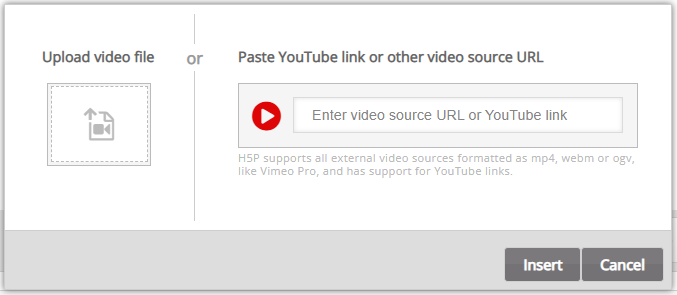 Upload video file
or
Paste YouTube link or other video source URL
Enter video source URL or YouTube link
H5P supports all external video sources formatted as mp4, webm or ogv,
like Vimeo Pro, and has support for YouTube links.
Insert
Cancel